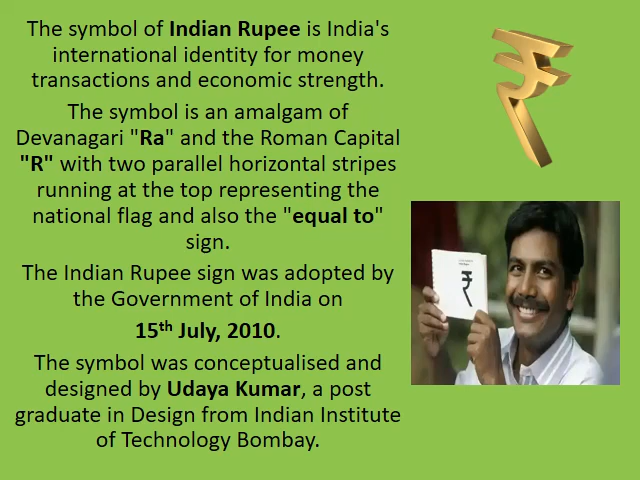 The symbol of Indian Rupee is India's
international identity for money
transactions and economic strength.
The symbol is an amalgam of
Devanagari "Ra" and the Roman Capital
"R" with two parallel horizontal stripes
running at the top representing the
national flag and also the "equal to"
sign.
The Indian Rupee sign was adopted by
the Government of India on
15th July, 2010.
The symbol was conceptualised and
designed by Udaya Kumar, a post
graduate in Design from Indian Institute
of Technology Bombay.
₹
₹